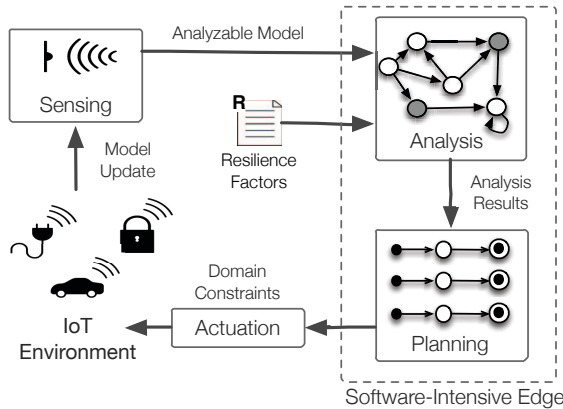 Analyzable Model
Sensing
R
Resilience
Factors
Analysis
Model
Update
Analysis
Results
Domain
Constraints
IoT
Environment
Actuation
Planning
Software-Intensive Edge